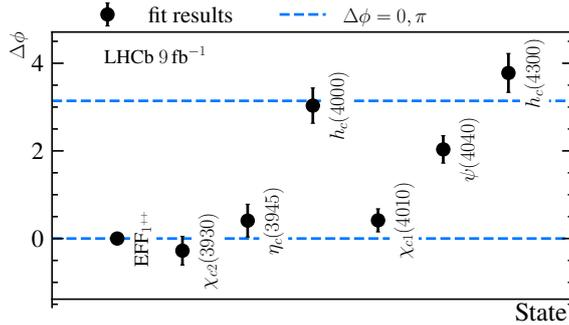 fit results
Δϕ = 0, π
Δϕ
LHCb 9 fb⁻¹
4
2
0
EFF₁₊₊
χc2(3930)
ηc(3945)
hc(4000)
χc1(4010)
ψ(4040)
hc(4300)
State